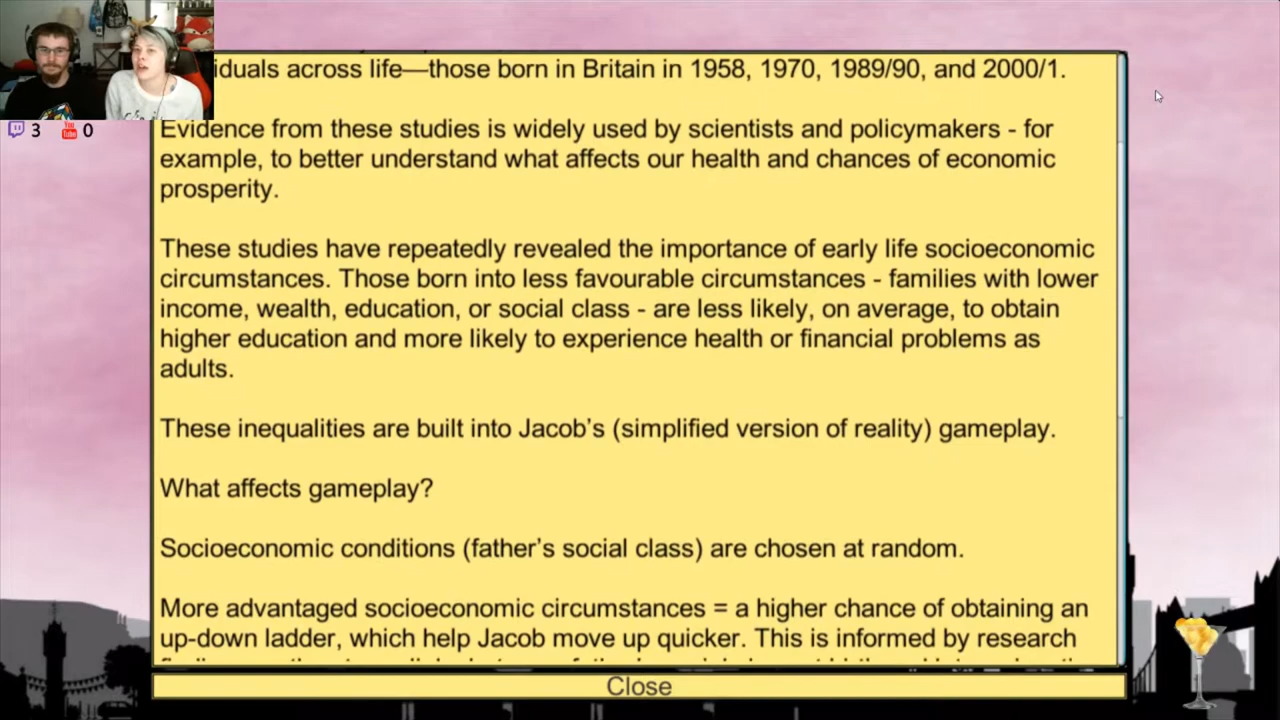 iduals across life—those born in Britain in 1958, 1970, 1989/90, and 2000/1.
3 0
Evidence from these studies is widely used by scientists and policymakers - for
example, to better understand what affects our health and chances of economic
prosperity.
These studies have repeatedly revealed the importance of early life socioeconomic
circumstances. Those born into less favourable circumstances - families with lower
income, wealth, education, or social class - are less likely, on average, to obtain
higher education and more likely to experience health or financial problems as
adults.
These inequalities are built into Jacob's (simplified version of reality) gameplay.
What affects gameplay?
Socioeconomic conditions (father's social class) are chosen at random.
More advantaged socioeconomic circumstances = a higher chance of obtaining an
up-down ladder, which help Jacob move up quicker. This is informed by research
Close